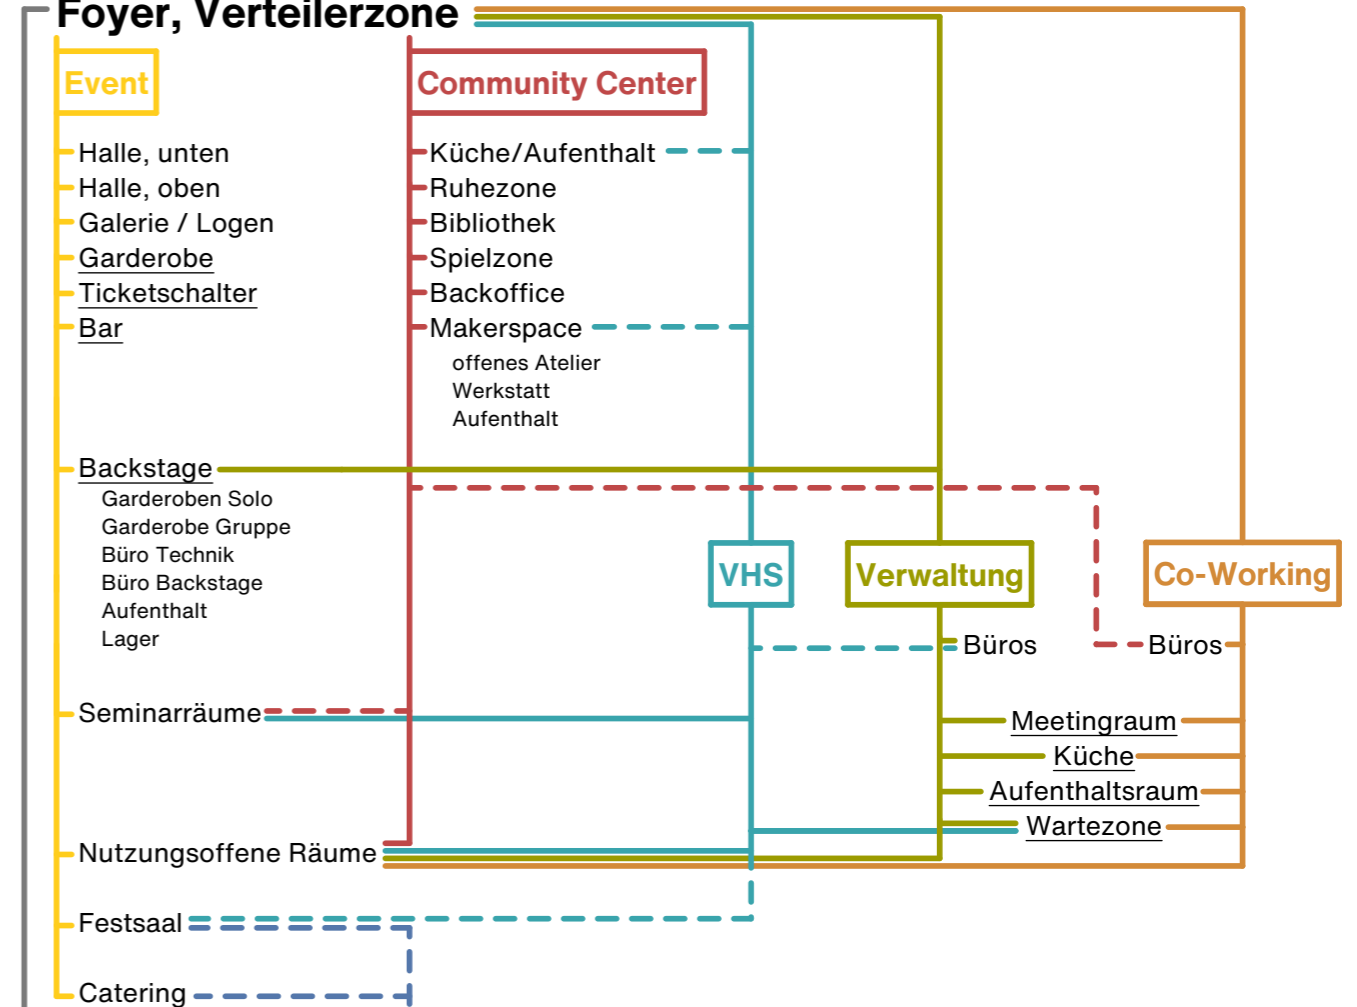 Foyer, Verteilerzone
Event
Halle, unten
Halle, oben
Galerie / Logen
Garderobe
Ticketschalter
Bar
Backstage
Garderoben Solo
Garderobe Gruppe
Büro Technik
Büro Backstage
Aufenthalt
Lager
Seminarräume
Nutzungsoffene Räume
Festsaal
Catering
Community Center
Küche/Aufenthalt
Ruhezone
Bibliothek
Spielzone
Backoffice
Makerspace
offenes Atelier
Werkstatt
Aufenthalt
VHS
Verwaltung
Büros
Co-Working
Büros
Meetingraum
Küche
Aufenthaltsraum
Wartezone